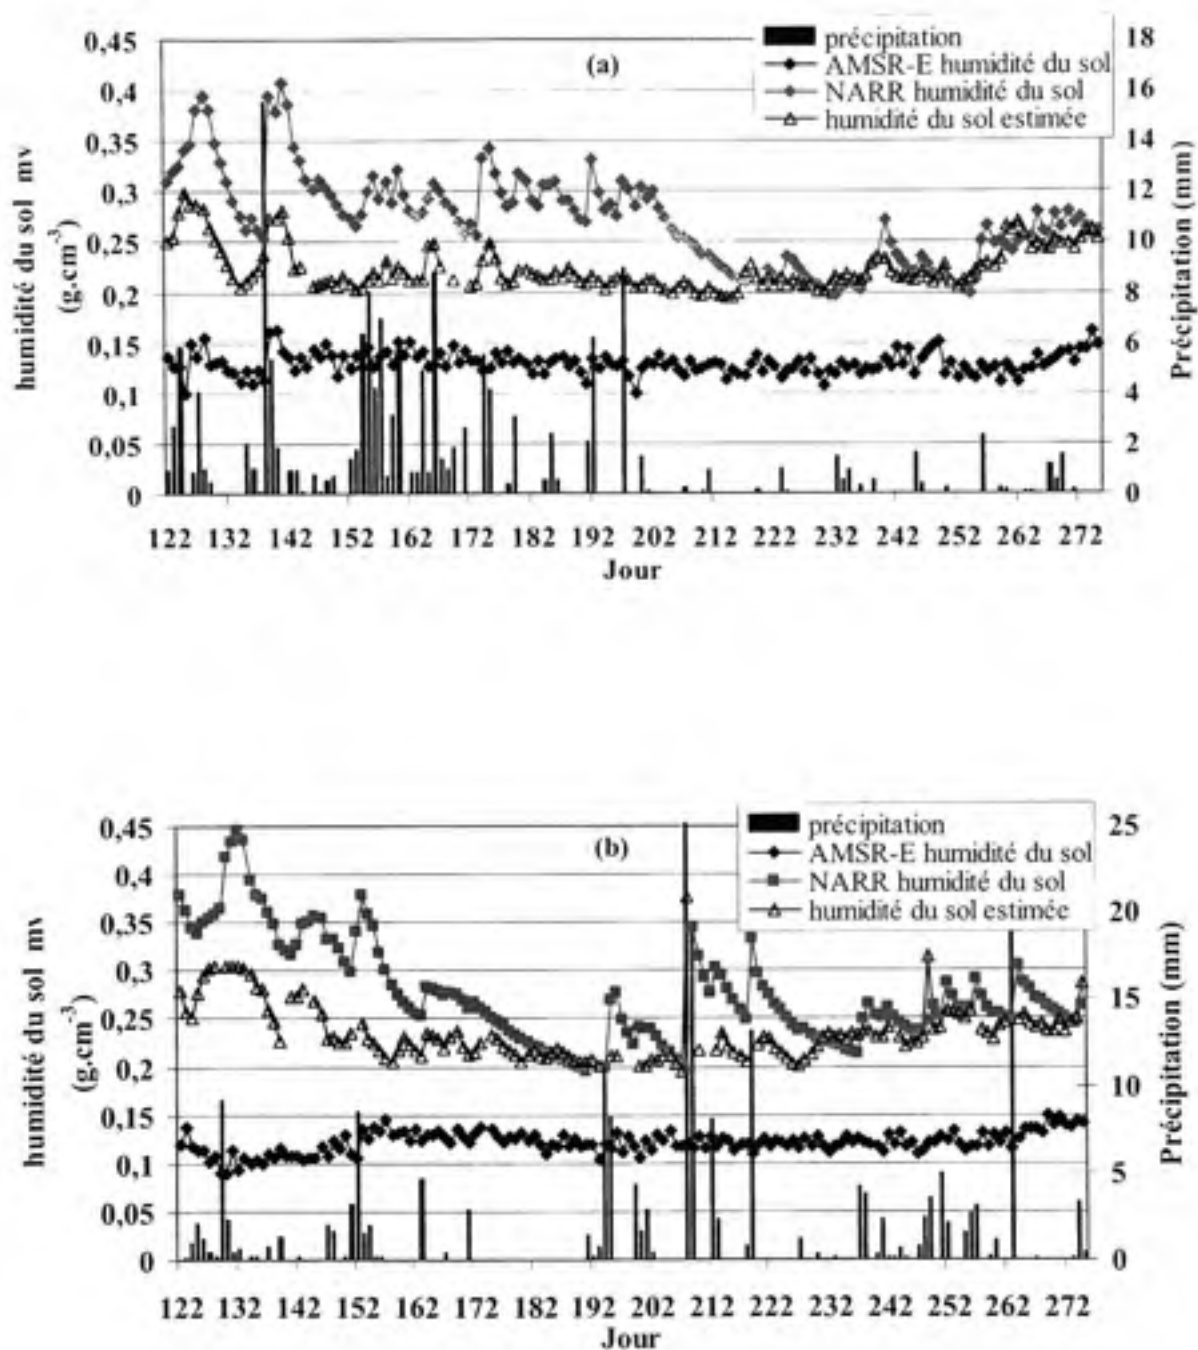 (a)
précipitation
AMSR-E humidité du sol
NARR humidité du sol
humidité du sol estimée
humidité du sol mv
(g.cm⁻³)
0,45
0,4
0,35
0,3
0,25
0,2
0,15
0,1
0,05
0
18
16
14
12
10
8
6
4
2
0
Précipitation (mm)
122 132 142 152 162 172 182 192 202 212 222 232 242 252 262 272
Jour
(b)
précipitation
AMSR-E humidité du sol
NARR humidité du sol
humidité du sol estimée
humidité du sol mv
(g.cm⁻³)
0,45
0,4
0,35
0,3
0,25
0,2
0,15
0,1
0,05
0
25
20
15
10
5
0
Précipitation (mm)
122 132 142 152 162 172 182 192 202 212 222 232 242 252 262 272
Jour